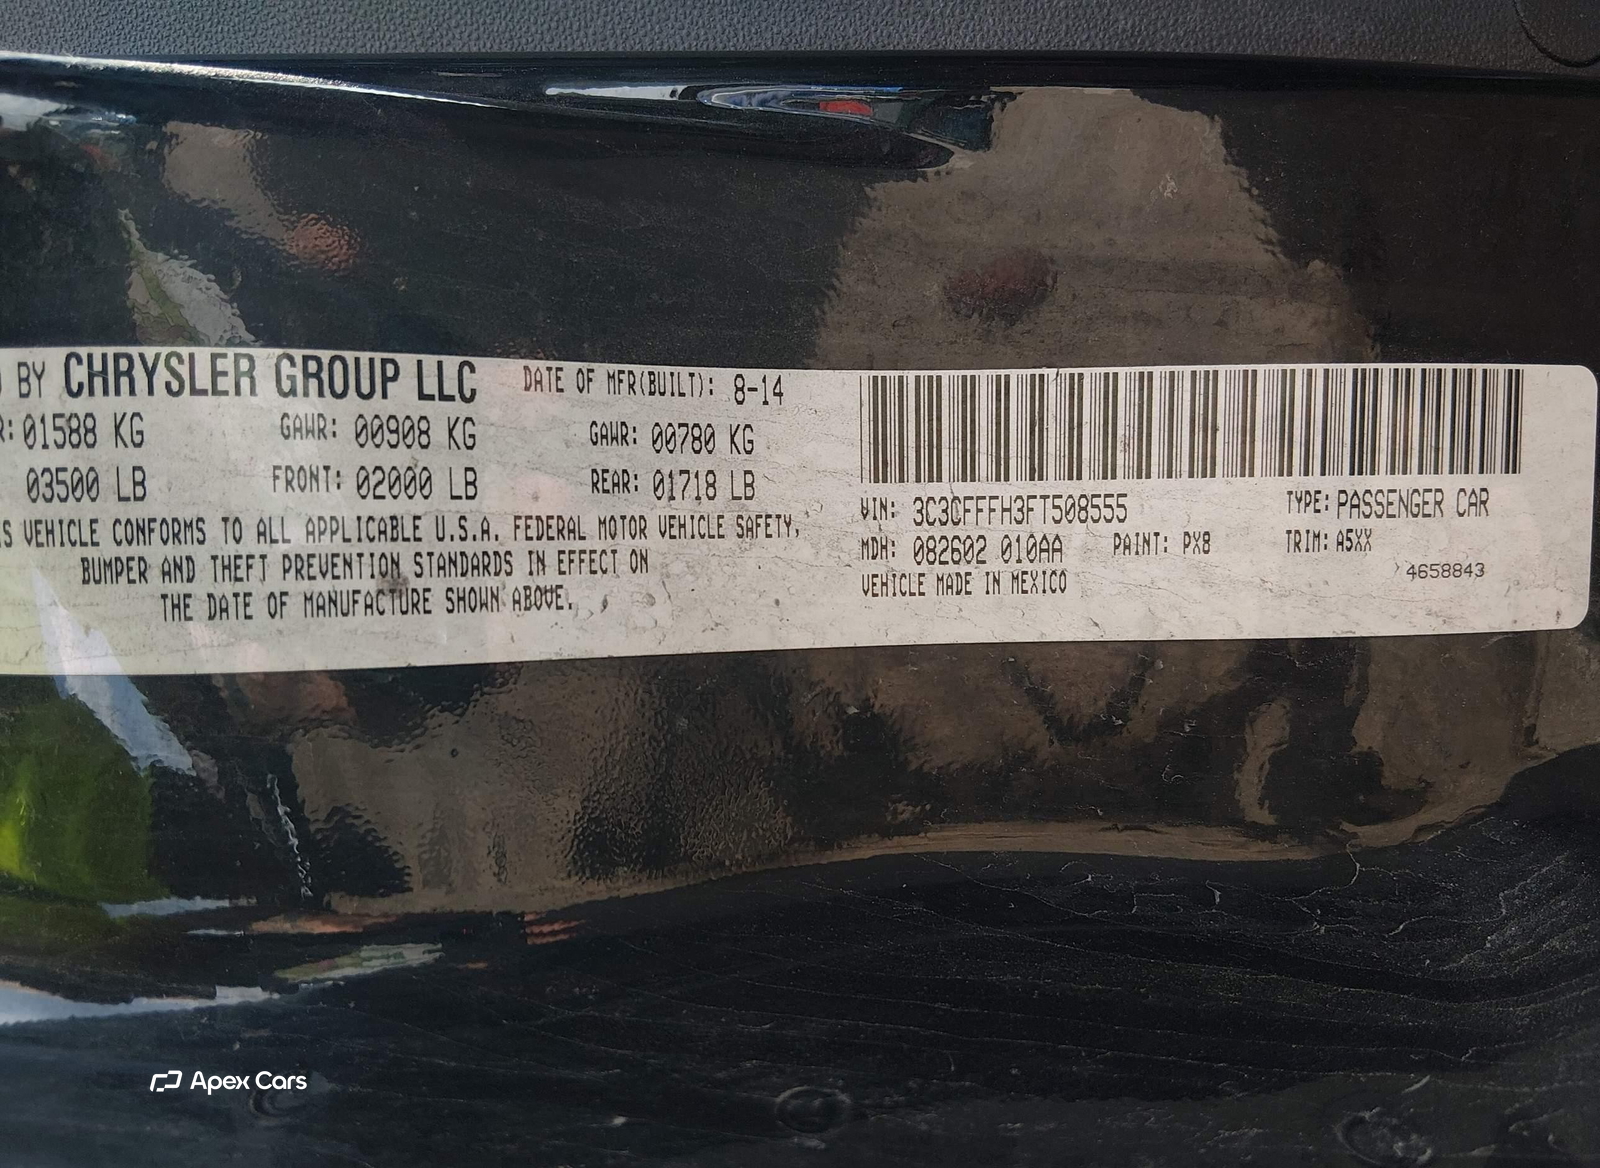 BY CHRYSLER GROUP LLC DATE OF MFR(BUILT): 8-14
R: 01588 KG GAWR: 00908 KG GAWR: 00780 KG
03500 LB FRONT: 02000 LB REAR: 01718 LB
S VEHICLE CONFORMS TO ALL APPLICABLE U.S.A. FEDERAL MOTOR VEHICLE SAFETY,
BUMPER AND THEFT PREVENTION STANDARDS IN EFFECT ON
THE DATE OF MANUFACTURE SHOWN ABOVE.
VIN: 3C3CFFFH3FT508555 TYPE: PASSENGER CAR
MDH: 082602 010AA PAINT: PX8 TRIM: A5XX
VEHICLE MADE IN MEXICO 4658843
Apex Cars